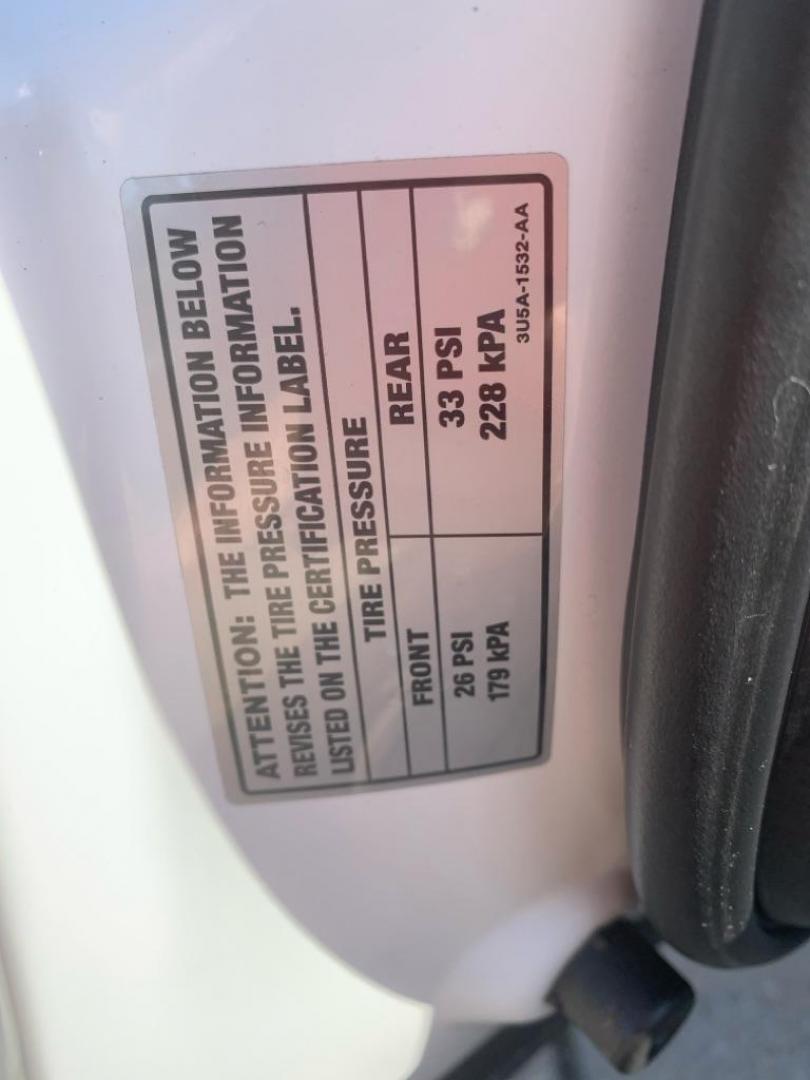 ATTENTION: THE INFORMATION BELOW
REVISES THE TIRE PRESSURE INFORMATION
LISTED ON THE CERTIFICATION LABEL.
TIRE PRESSURE
FRONT REAR
26 PSI 33 PSI
179 kPA 228 kPA
3U5A-1532-AA